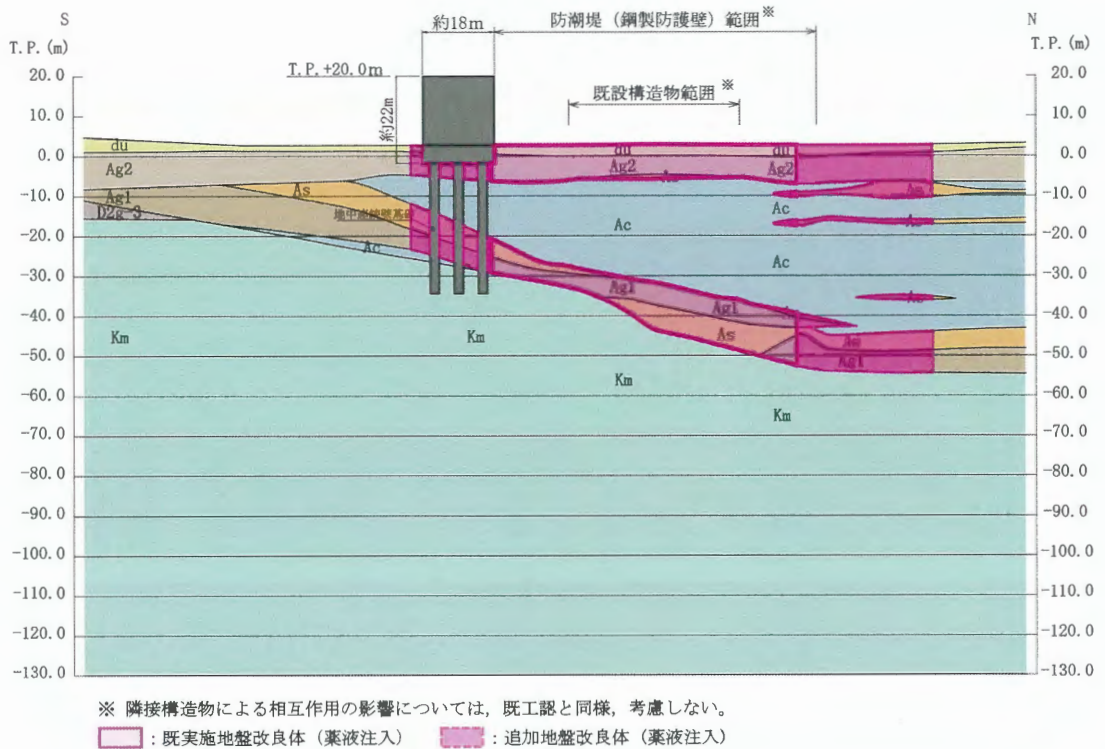 S
N
T.P.(m)
T.P.(m)
約18m
防潮堤(鋼製防護壁)範囲※
T.P.+20.0m
約22m
既設構造物範囲※
20.0
10.0
0.0
-10.0
-20.0
-30.0
-40.0
-50.0
-60.0
-70.0
-80.0
-90.0
-100.0
-110.0
-120.0
-130.0
20.0
10.0
0.0
-10.0
-20.0
-30.0
-40.0
-50.0
-60.0
-70.0
-80.0
-90.0
-100.0
-110.0
-120.0
-130.0
du
du
du
Ag2
Ag2
Ag2
As
As
As
Ag1
D2g-3
Ac
Ac
Ac
Ac
As
As
Ag1
Ag1
As
As
Ag1
Km
Km
Km
Km
※ 隣接構造物による相互作用の影響については,既工認と同様,考慮しない。
:既実施地盤改良体(薬液注入)
:追加地盤改良体(薬液注入)